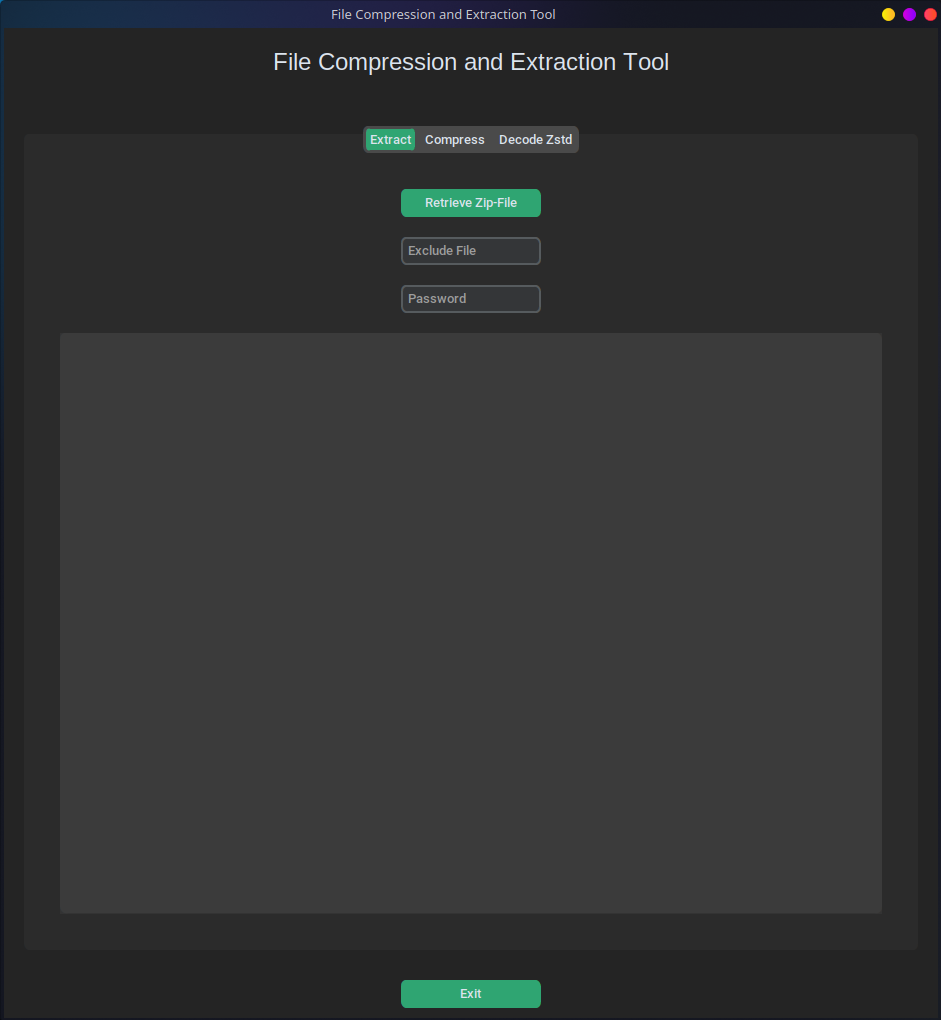 File Compression and Extraction Tool
File Compression and Extraction Tool
Extract Compress Decode Zstd
Retrieve Zip-File
Exclude File
Password
Exit